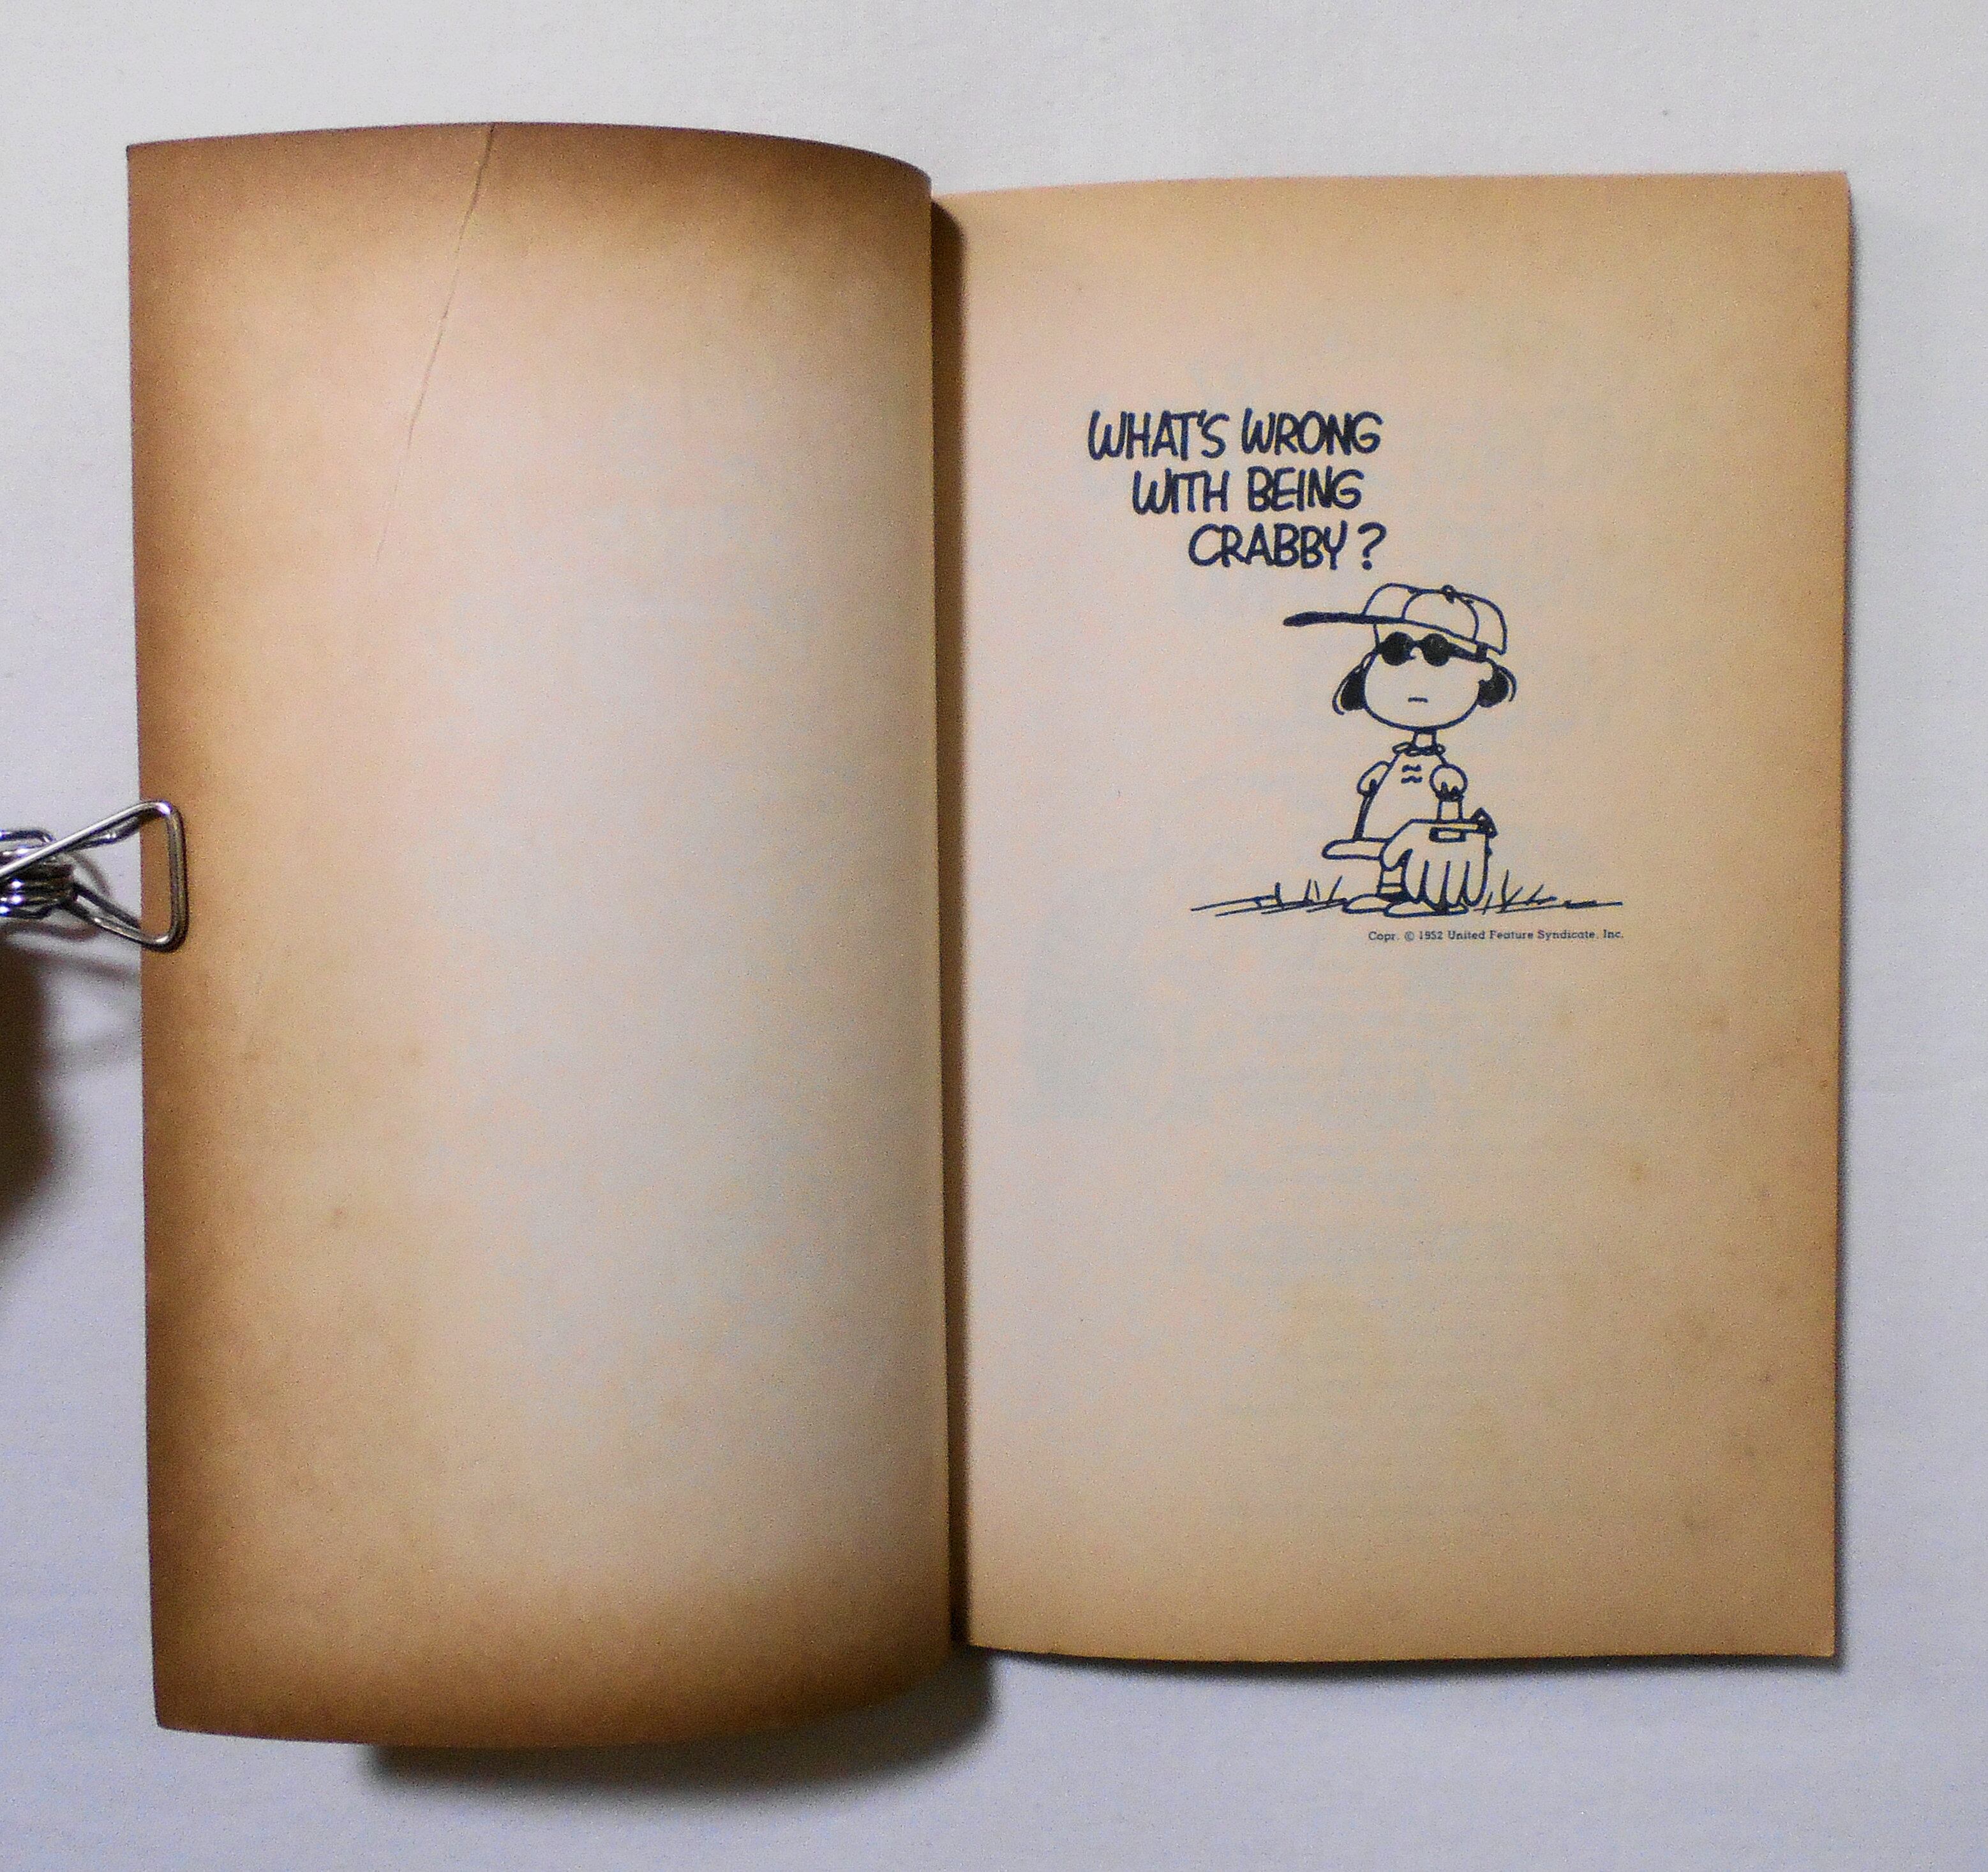 WHAT'S WRONG
WITH BEING
CRABBY?
Copr. © 1952 United Feature Syndicate, Inc.